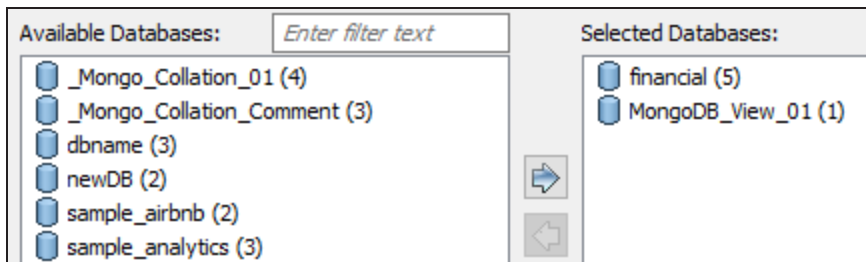 Available Databases:
Enter filter text
Selected Databases:
_Mongo_Collation_01 (4)
_Mongo_Collation_Comment (3)
dbname (3)
newDB (2)
sample_airbnb (2)
sample_analytics (3)
financial (5)
MongoDB_View_01 (1)